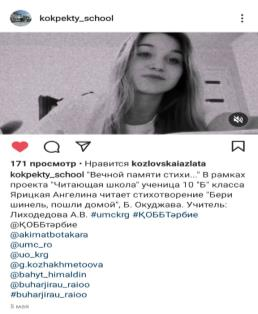 kokpekty_school
171 просмотр • Нравится kozlovskaiazlata
kokpekty_school "Вечной памяти стихи..." В рамках
проекта "Читающая школа" ученица 10 "Б" класса
Ярицкая Ангелина читает стихотворение "Бери
шинель, пошли домой", Б. Окуджава. Учитель:
Лиходедова А.В. #umckrg #ҚОББТәрбие
@ҚОББтәрбие
@akimatbotakara
@umc_ro
@uo_krg
@g.kozhakhmetoova
@bahyt_himaldin
@buharjirau_raioo
#buharjirau_raioo
8 мая